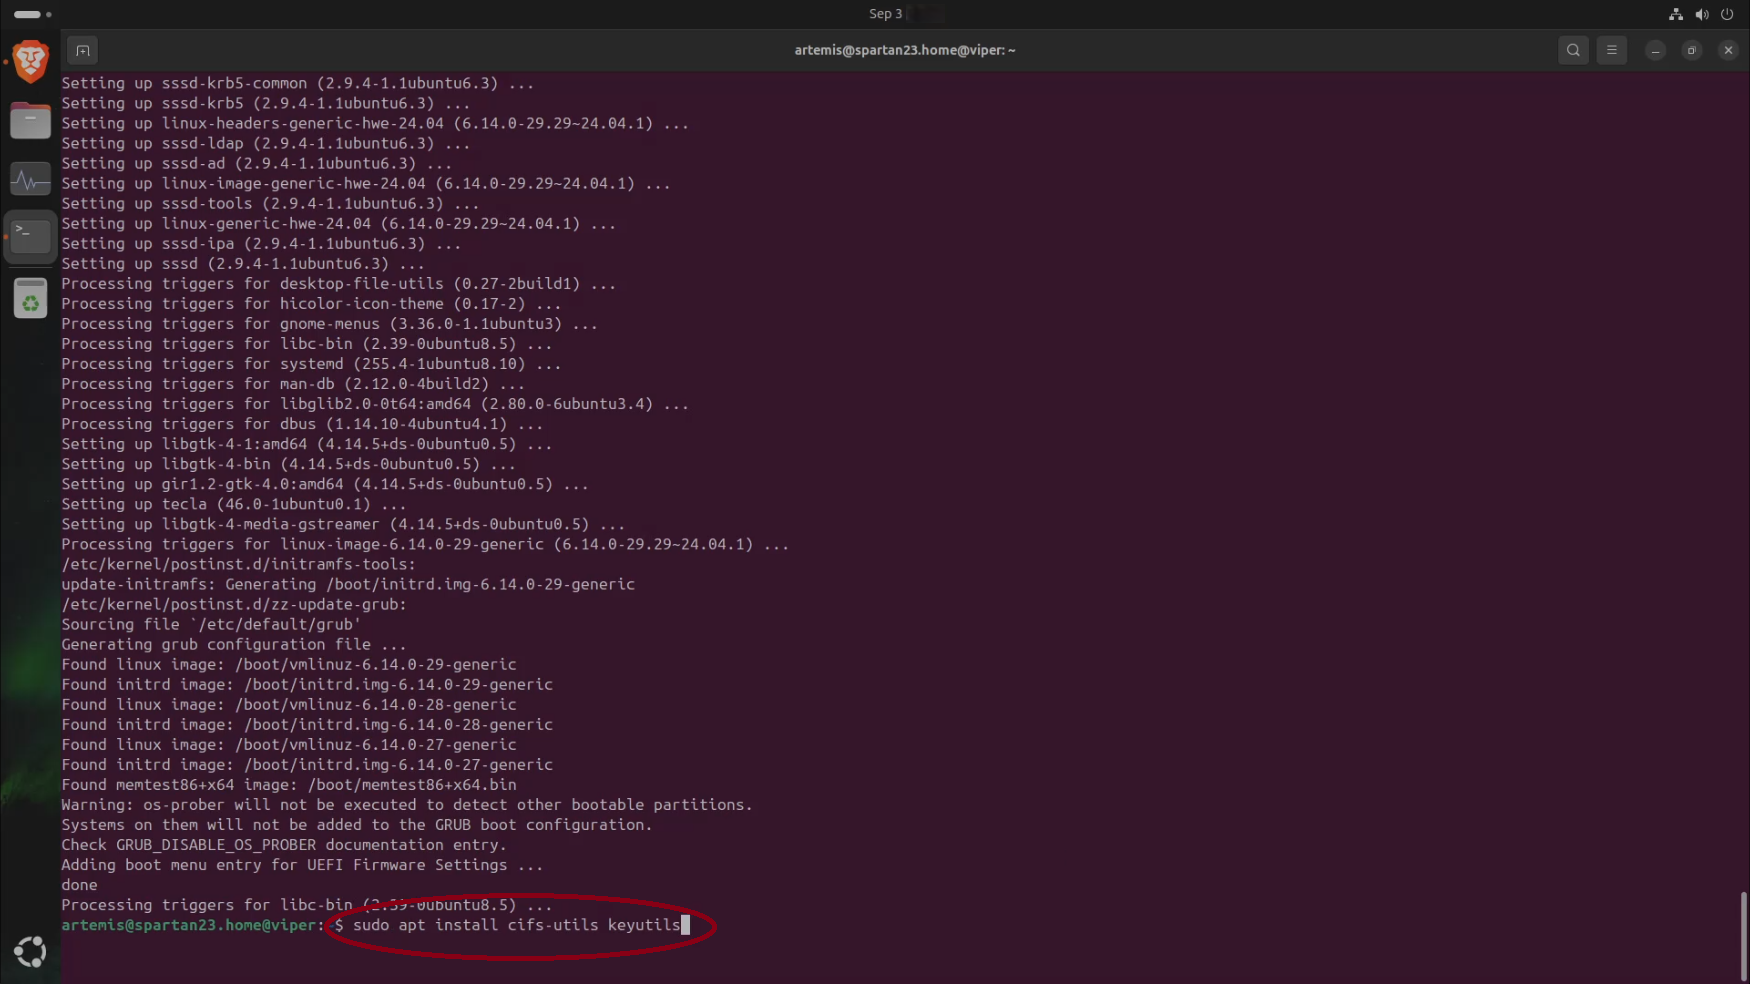 Sep 3
artemis@spartan23.home@viper: ~
Setting up sssd-krb5-common (2.9.4-1.1ubuntu6.3) ...
Setting up sssd-krb5 (2.9.4-1.1ubuntu6.3) ...
Setting up linux-headers-generic-hwe-24.04 (6.14.0-29.29~24.04.1) ...
Setting up sssd-ldap (2.9.4-1.1ubuntu6.3) ...
Setting up sssd-ad (2.9.4-1.1ubuntu6.3) ...
Setting up linux-image-generic-hwe-24.04 (6.14.0-29.29~24.04.1) ...
Setting up sssd-tools (2.9.4-1.1ubuntu6.3) ...
Setting up linux-generic-hwe-24.04 (6.14.0-29.29~24.04.1) ...
Setting up sssd-ipa (2.9.4-1.1ubuntu6.3) ...
Setting up sssd (2.9.4-1.1ubuntu6.3) ...
Processing triggers for desktop-file-utils (0.27-2build1) ...
Processing triggers for hicolor-icon-theme (0.17-2) ...
Processing triggers for gnome-menus (3.36.0-1.1ubuntu3) ...
Processing triggers for libc-bin (2.39-0ubuntu8.5) ...
Processing triggers for systemd (255.4-1ubuntu8.10) ...
Processing triggers for man-db (2.12.0-4build2) ...
Processing triggers for libglib2.0-0t64:amd64 (2.80.0-6ubuntu3.4) ...
Processing triggers for dbus (1.14.10-4ubuntu4.1) ...
Setting up libgtk-4-1:amd64 (4.14.5+ds-0ubuntu0.5) ...
Setting up libgtk-4-bin (4.14.5+ds-0ubuntu0.5) ...
Setting up gir1.2-gtk-4.0:amd64 (4.14.5+ds-0ubuntu0.5) ...
Setting up tecla (46.0-1ubuntu0.1) ...
Setting up libgtk-4-media-gstreamer (4.14.5+ds-0ubuntu0.5) ...
Processing triggers for linux-image-6.14.0-29-generic (6.14.0-29.29~24.04.1) ...
/etc/kernel/postinst.d/initramfs-tools:
update-initramfs: Generating /boot/initrd.img-6.14.0-29-generic
/etc/kernel/postinst.d/zz-update-grub:
Sourcing file `/etc/default/grub'
Generating grub configuration file ...
Found linux image: /boot/vmlinuz-6.14.0-29-generic
Found initrd image: /boot/initrd.img-6.14.0-29-generic
Found linux image: /boot/vmlinuz-6.14.0-28-generic
Found initrd image: /boot/initrd.img-6.14.0-28-generic
Found linux image: /boot/vmlinuz-6.14.0-27-generic
Found initrd image: /boot/initrd.img-6.14.0-27-generic
Found memtest86+x64 image: /boot/memtest86+x64.bin
Warning: os-prober will not be executed to detect other bootable partitions.
Systems on them will not be added to the GRUB boot configuration.
Check GRUB_DISABLE_OS_PROBER documentation entry.
Adding boot menu entry for UEFI Firmware Settings ...
done
Processing triggers for libc-bin (2.39-0ubuntu8.5) ...
artemis@spartan23.home@viper:~$ sudo apt install cifs-utils keyutils